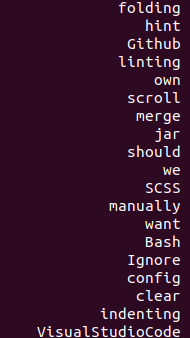 folding
hint
Github
linting
own
scroll
merge
jar
should
we
SCSS
manually
want
Bash
Ignore
config
clear
indenting
VisualStudioCode